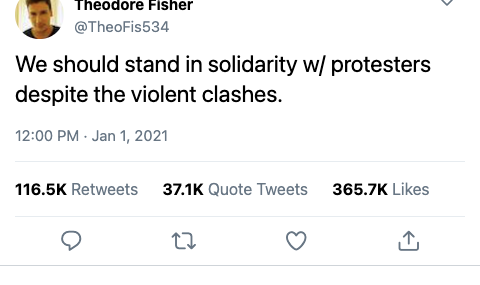 Theodore Fisher
@TheoFis534
We should stand in solidarity w/ protesters
despite the violent clashes.
12:00 PM · Jan 1, 2021
116.5K Retweets 37.1K Quote Tweets 365.7K Likes